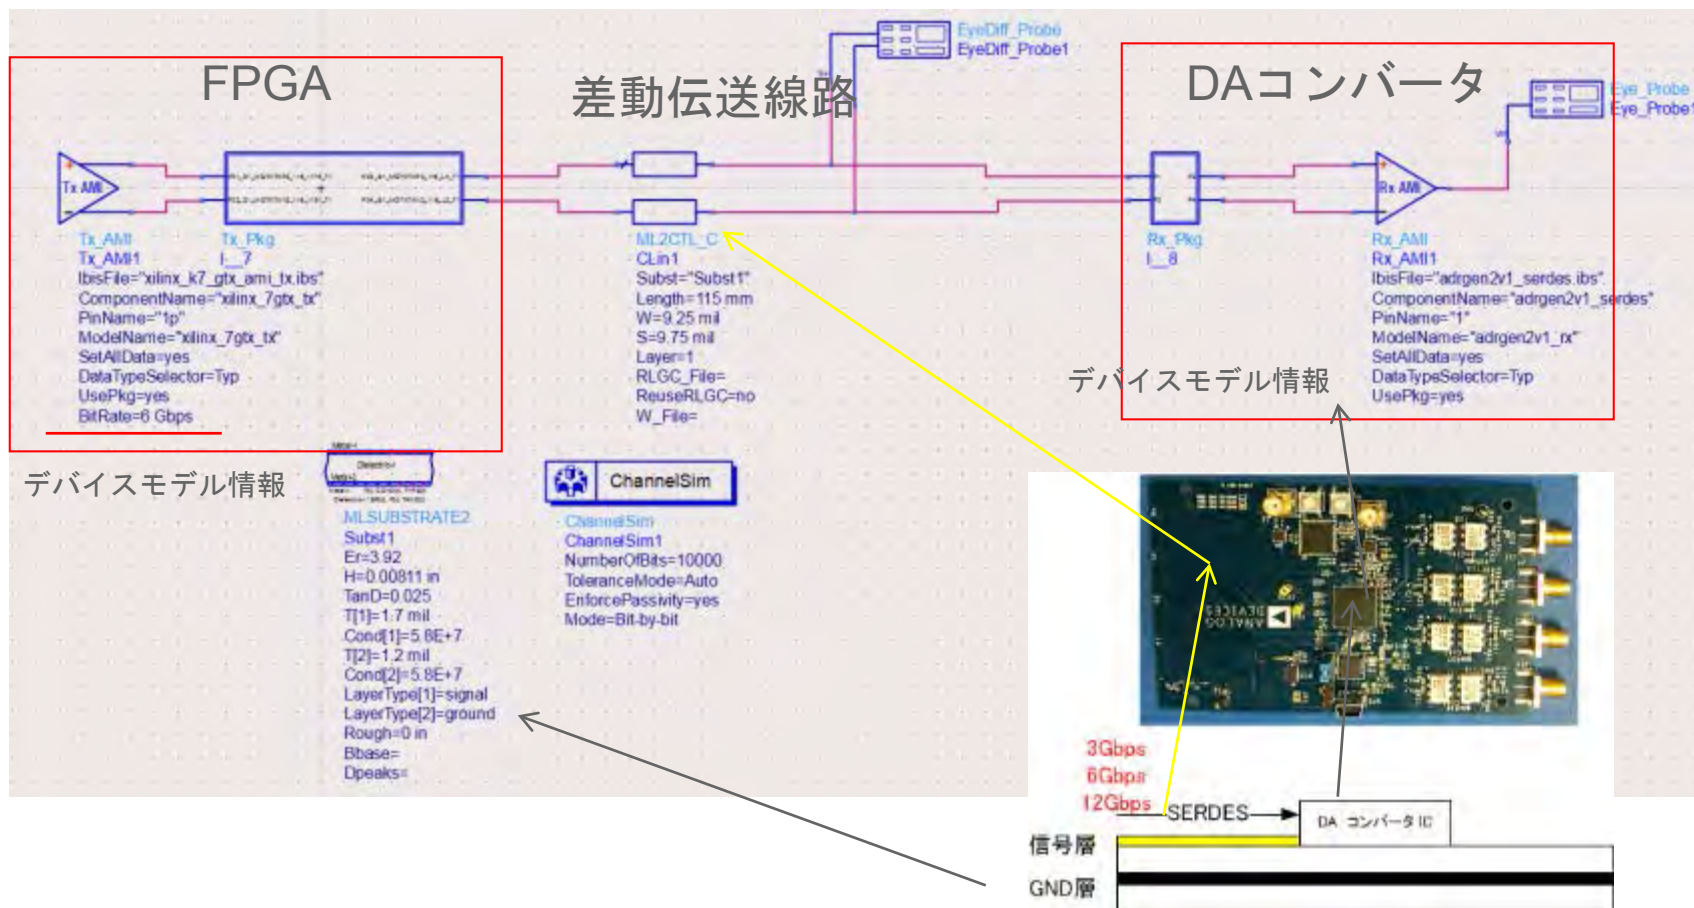 FPGA
差動伝送線路
DAコンバータ
EyeDiff_Probe
EyeDiff_Probe1
Eye_Probe
Eye_Probe1
Tx AMI
Rx AMI
Tx_AMI
Tx_AMI1
IbisFile="xilinx_k7_gtx_ami_tx.ibs"
ComponentName="xilinx_7gtx_tx"
PinName="1p"
ModelName="xilinx_7gtx_tx"
SetAllData=yes
DataTypeSelector=Typ
UsePkg=yes
BitRate=6 Gbps
Tx_Pkg
I__7
ML2CTL_C
CLin1
Subst="Subst1"
Length=115 mm
W=9.25 mil
S=9.75 mil
Layer=1
RLGC_File=
ReuseRLGC=no
W_File=
Rx_Pkg
I__8
Rx_AMI
Rx_AMI1
IbisFile="adrgen2v1_serdes.ibs"
ComponentName="adrgen2v1_serdes"
PinName="1"
ModelName="adrgen2v1_rx"
SetAllData=yes
DataTypeSelector=Typ
UsePkg=yes
デバイスモデル情報
デバイスモデル情報
MLSUBSTRATE2
Subst1
Er=3.92
H=0.00811 in
TanD=0.025
T[1]=1.7 mil
Cond[1]=5.8E+7
T[2]=1.2 mil
Cond[2]=5.8E+7
LayerType[1]=signal
LayerType[2]=ground
Rough=0 in
Bbase=
Dpeaks=
ChannelSim
ChannelSim
ChannelSim1
NumberOfBits=10000
ToleranceMode=Auto
EnforcePassivity=yes
Mode=Bit-by-bit
ANALOG
DEVICES
3Gbps
6Gbps
12Gbps
SERDES
DA コンバータ IC
信号層
GND層